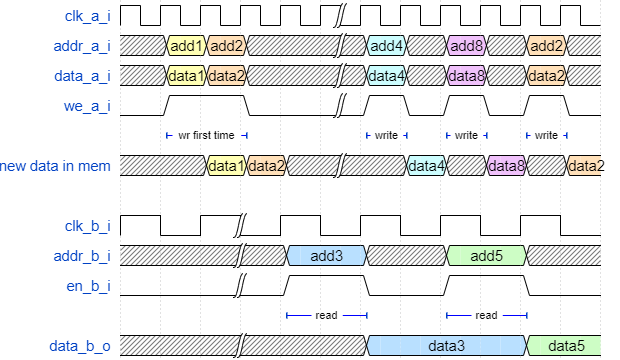 clk_a_i
addr_a_i add1 add2 add4 add8 add2
data_a_i data1 data2 data4 data8 data2
we_a_i
wr first time write write write
new data in mem data1 data2 data4 data8 data2
clk_b_i
addr_b_i add3 add5
en_b_i
read read
data_b_o data3 data5